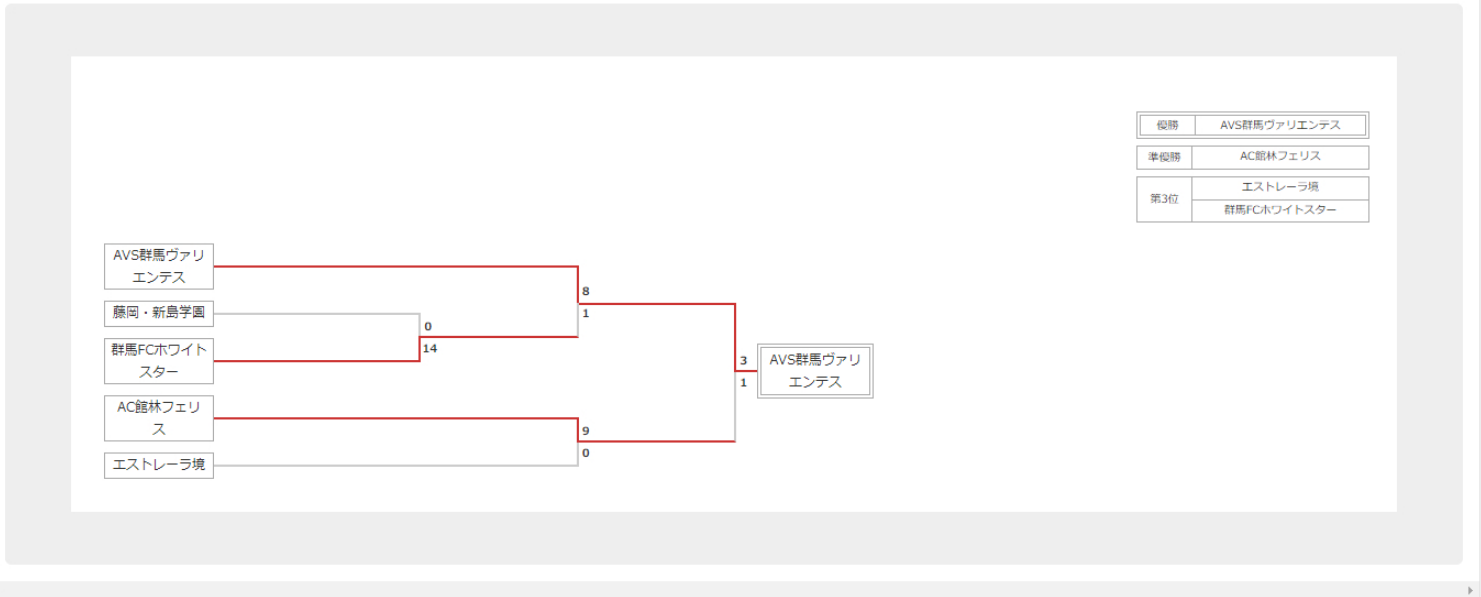 優勝 AVS群馬ヴァリエンテス
準優勝 AC館林フェリス
第3位
エストレーラ境
群馬FCホワイトスター
AVS群馬ヴァリ
エンテス
藤岡・新島学園
群馬FCホワイト
スター
AC館林フェリ
ス
エストレーラ境
0
14
8
1
9
0
3
1
AVS群馬ヴァリ
エンテス